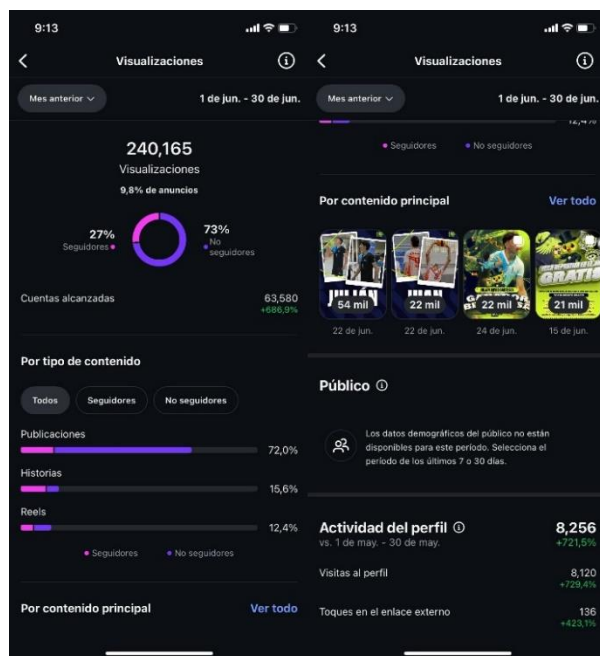 9:13
Visualizaciones
Mes anterior
1 de jun. - 30 de jun.
240,165
Visualizaciones
9,8% de anuncios
27%
Seguidores
73%
No
seguidores
Cuentas alcanzadas
63,580
+686,9%
Por tipo de contenido
Todos
Seguidores
No seguidores
Publicaciones
72,0%
Historias
15,6%
Reels
12,4%
Seguidores
No seguidores
Por contenido principal
Ver todo
9:13
Visualizaciones
Mes anterior
1 de jun. - 30 de jun.
12,4%
Seguidores
No seguidores
Por contenido principal
Ver todo
54 mil
22 mil
22 mil
GRATIS
21 mil
22 de jun.
22 de jun.
24 de jun.
15 de jun.
Público
Los datos demográficos del público no están
disponibles para este período. Selecciona el
período de los últimos 7 o 30 días.
Actividad del perfil
8,256
vs. 1 de may. - 30 de may.
+721,5%
Visitas al perfil
8,120
+729,4%
Toques en el enlace externo
136
+423,1%